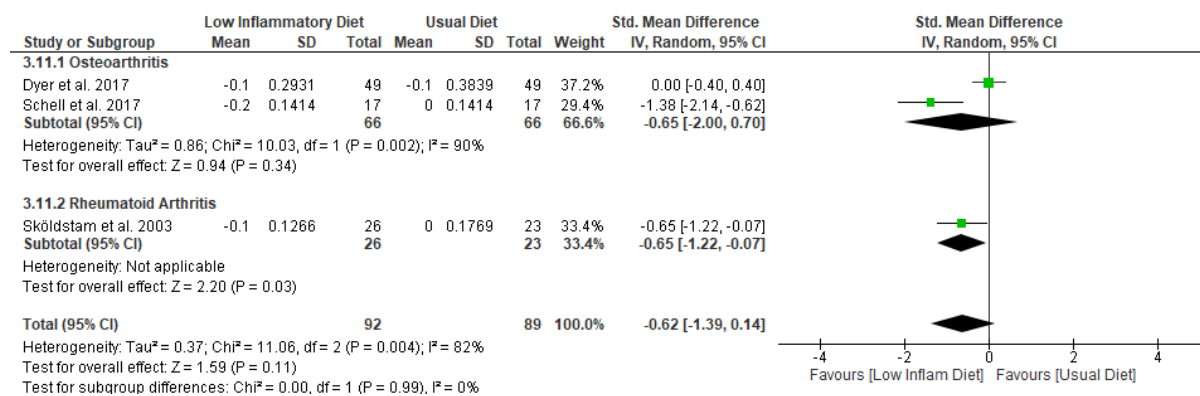 Low Inflammatory Diet Usual Diet Std. Mean Difference Std. Mean Difference
Study or Subgroup Mean SD Total Mean SD Total Weight IV, Random, 95% CI IV, Random, 95% CI
3.11.1 Osteoarthritis
Dyer et al. 2017 -0.1 0.2931 49 -0.1 0.3839 49 37.2% 0.00 [-0.40, 0.40]
Schell et al. 2017 -0.2 0.1414 17 0 0.1414 17 29.4% -1.38 [-2.14, -0.62]
Subtotal (95% CI) 66 66 66.6% -0.65 [-2.00, 0.70]
Heterogeneity: Tau² = 0.86; Chi² = 10.03, df = 1 (P = 0.002); I² = 90%
Test for overall effect: Z = 0.94 (P = 0.34)
3.11.2 Rheumatoid Arthritis
Sköldstam et al. 2003 -0.1 0.1266 26 0 0.1769 23 33.4% -0.65 [-1.22, -0.07]
Subtotal (95% CI) 26 23 33.4% -0.65 [-1.22, -0.07]
Heterogeneity: Not applicable
Test for overall effect: Z = 2.20 (P = 0.03)
Total (95% CI) 92 89 100.0% -0.62 [-1.39, 0.14]
Heterogeneity: Tau² = 0.37; Chi² = 11.06, df = 2 (P = 0.004); I² = 82%
Test for overall effect: Z = 1.59 (P = 0.11)
Test for subgroup differences: Chi² = 0.00, df = 1 (P = 0.99), I² = 0%
-4 -2 0 2 4
Favours [Low Inflam Diet] Favours [Usual Diet]